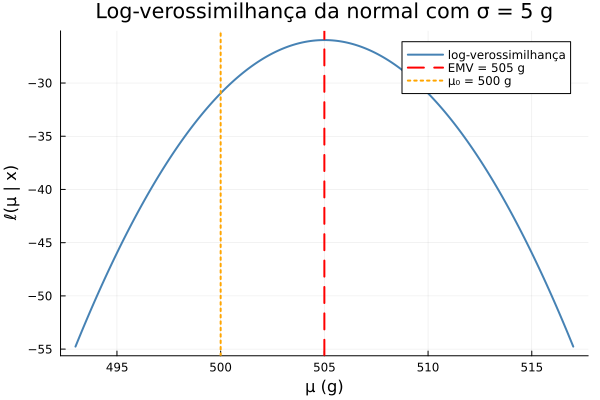 Log-verossimilhança da normal com σ = 5 g
log-verossimilhança
EMV = 505 g
μ₀ = 500 g
−30
−35
−40
−45
−50
−55
ℓ(μ | x)
495
500
505
510
515
μ (g)